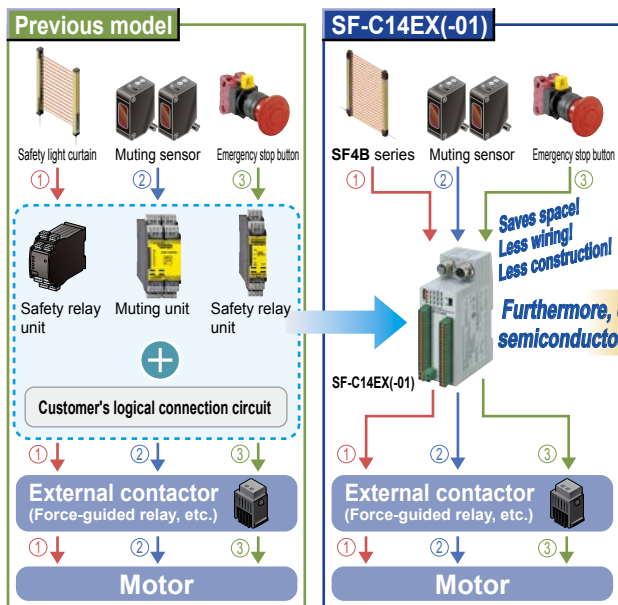 Previous model
Safety light curtain
Muting sensor
Emergency stop button
① ② ③
Safety relay
unit
Muting unit
Safety relay
unit
Customer's logical connection circuit
① ② ③
External contactor
(Force-guided relay, etc.)
① ② ③
Motor
SF-C14EX(-01)
SF4B series
Muting sensor
Emergency stop button
① ② ③
Saves space!
Less wiring!
Less construction!
Furthermore,
semiconducto
SF-C14EX(-01)
① ② ③
External contactor
(Force-guided relay, etc.)
① ② ③
Motor